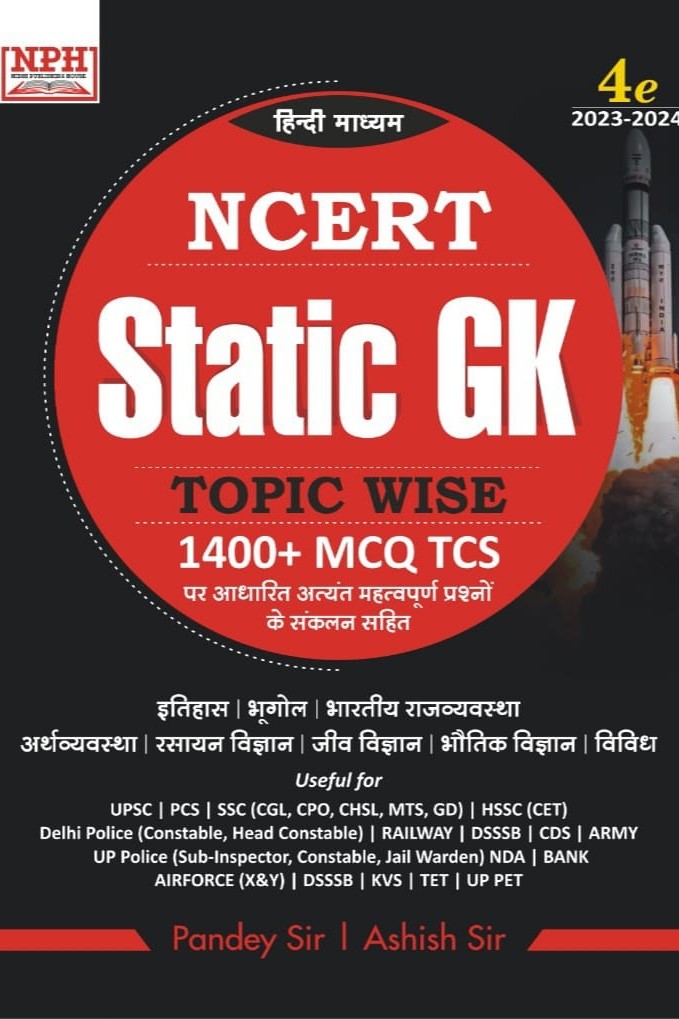 NPH
4e
2023-2024
हिन्दी माध्यम
NCERT
Static GK
TOPIC WISE
1400+ MCQ TCS
पर आधारित अत्यंत महत्वपूर्ण प्रश्नों
के संकलन सहित
इतिहास | भूगोल | भारतीय राजव्यवस्था
अर्थव्यवस्था | रसायन विज्ञान | जीव विज्ञान | भौतिक विज्ञान | विविध
Useful for
UPSC | PCS | SSC (CGL, CPO, CHSL, MTS, GD) | HSSC (CET)
Delhi Police (Constable, Head Constable) | RAILWAY | DSSSB | CDS | ARMY
UP Police (Sub-Inspector, Constable, Jail Warden) NDA | BANK
AIRFORCE (X&Y) | DSSSB | KVS | TET | UP PET
Pandey Sir | Ashish Sir